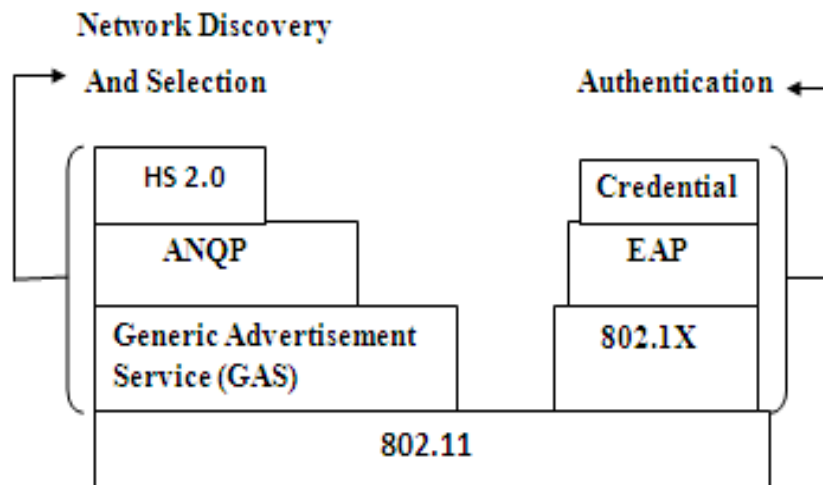 Network Discovery
And Selection
Authentication
HS 2.0
Credential
ANQP
EAP
Generic Advertisement
Service (GAS)
802.1X
802.11